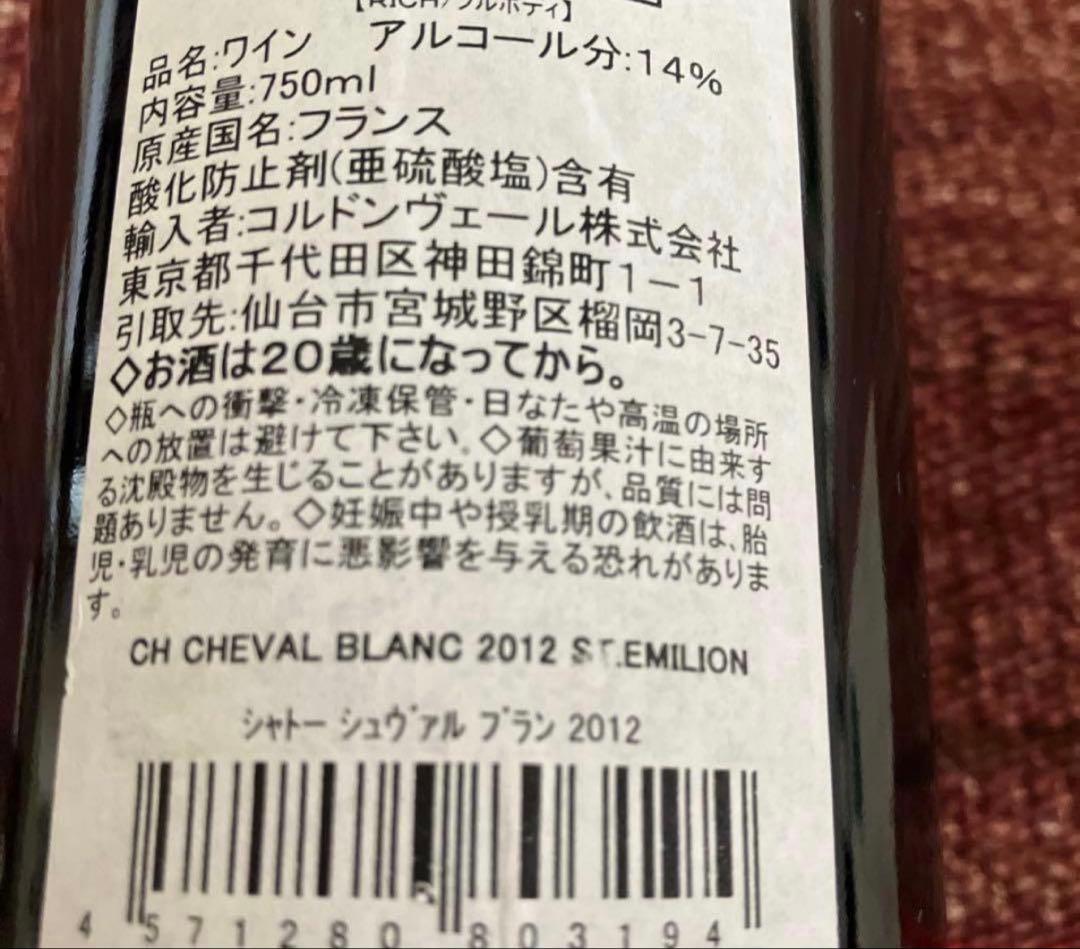 【RICH/フルボディ】
品名:ワイン アルコール分:14%
内容量:750ml
原産国名:フランス
酸化防止剤(亜硫酸塩)含有
輸入者:コルドンヴェール株式会社
東京都千代田区神田錦町1-1
引取先:仙台市宮城野区榴岡3-7-35
◇お酒は20歳になってから。
◇瓶への衝撃・冷凍保管・日なたや高温の場所
への放置は避けて下さい。◇葡萄果汁に由来す
る沈殿物を生じることがありますが、品質には問
題ありません。◇妊娠中や授乳期の飲酒は、胎
児・乳児の発育に悪影響を与える恐れがありま
す。
CH CHEVAL BLANC 2012 ST.EMILION
シャトー シュヴァル ブラン 2012
4 571280 803194